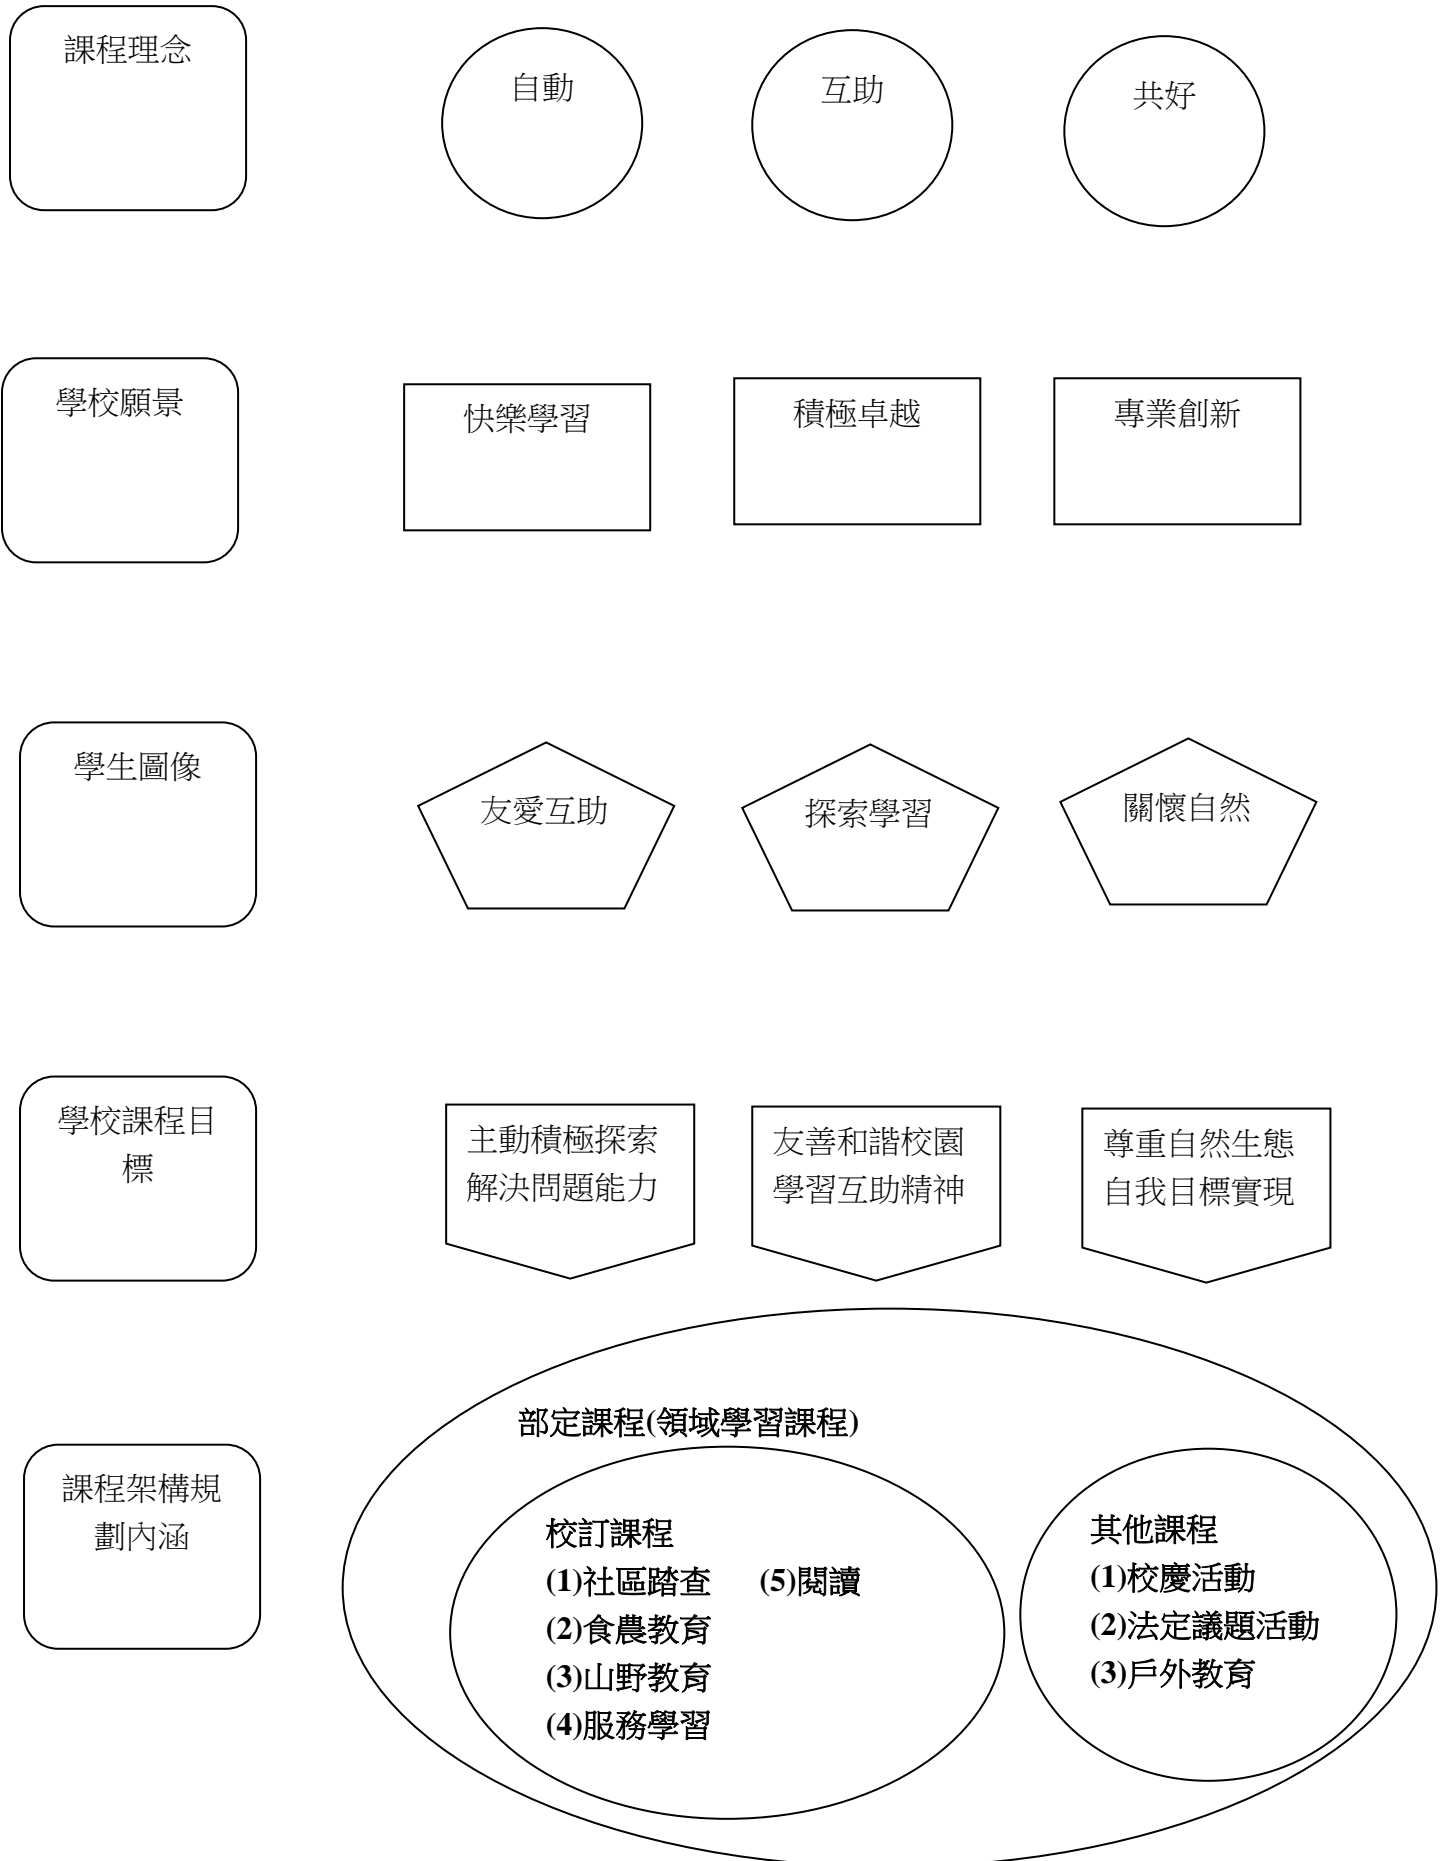 課程理念
自動
互助
共好
學校願景
快樂學習
積極卓越
專業創新
學生圖像
友愛互助
探索學習
關懷自然
學校課程目
標
主動積極探索
解決問題能力
友善和諧校園
學習互助精神
尊重自然生態
自我目標實現
課程架構規
劃內涵
部定課程(領域學習課程)
校訂課程
(1)社區踏查 (5)閱讀
(2)食農教育
(3)山野教育
(4)服務學習
其他課程
(1)校慶活動
(2)法定議題活動
(3)戶外教育